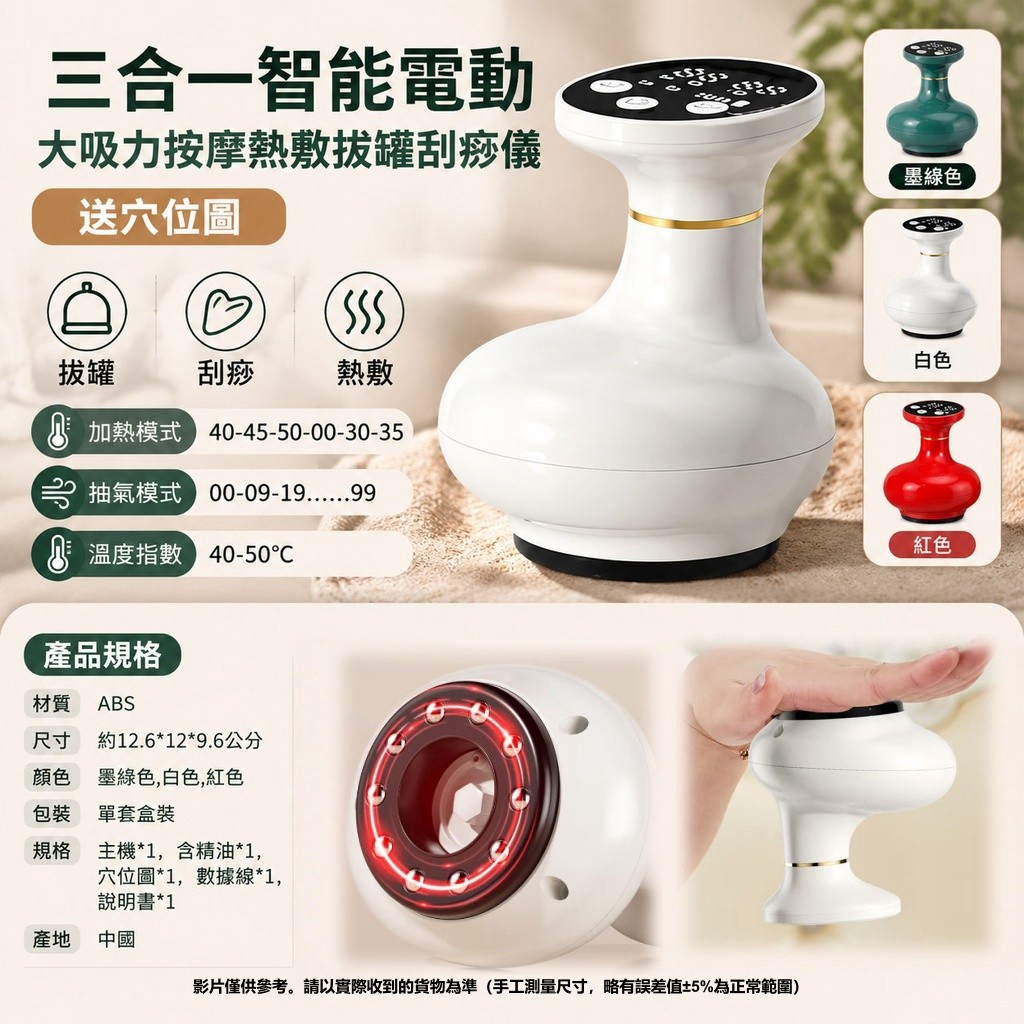 三合一智能電動
大吸力按摩熱敷拔罐刮痧儀
送穴位圖
拔罐
刮痧
熱敷
加熱模式 40-45-50-00-30-35
抽氣模式 00-09-19......99
溫度指數 40-50℃
墨綠色
白色
紅色
產品規格
材質 ABS
尺寸 約12.6*12*9.6公分
顏色 墨綠色,白色,紅色
包裝 單套盒裝
規格 主機*1，含精油*1，
穴位圖*1，數據線*1，
說明書*1
產地 中國
影片僅供參考。請以實際收到的貨物為準（手工測量尺寸，略有誤差值±5%為正常範圍）